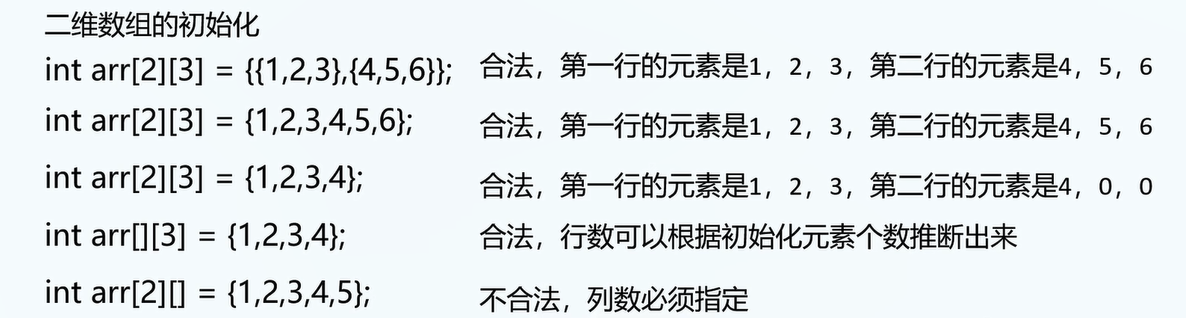 二维数组的初始化
int arr[2][3] = {{1,2,3},{4,5,6}}; 合法，第一行的元素是1，2，3，第二行的元素是4，5，6
int arr[2][3] = {1,2,3,4,5,6}; 合法，第一行的元素是1，2，3，第二行的元素是4，5，6
int arr[2][3] = {1,2,3,4}; 合法，第一行的元素是1，2，3，第二行的元素是4，0，0
int arr[][3] = {1,2,3,4}; 合法，行数可以根据初始化元素个数推断出来
int arr[2][] = {1,2,3,4,5}; 不合法，列数必须指定